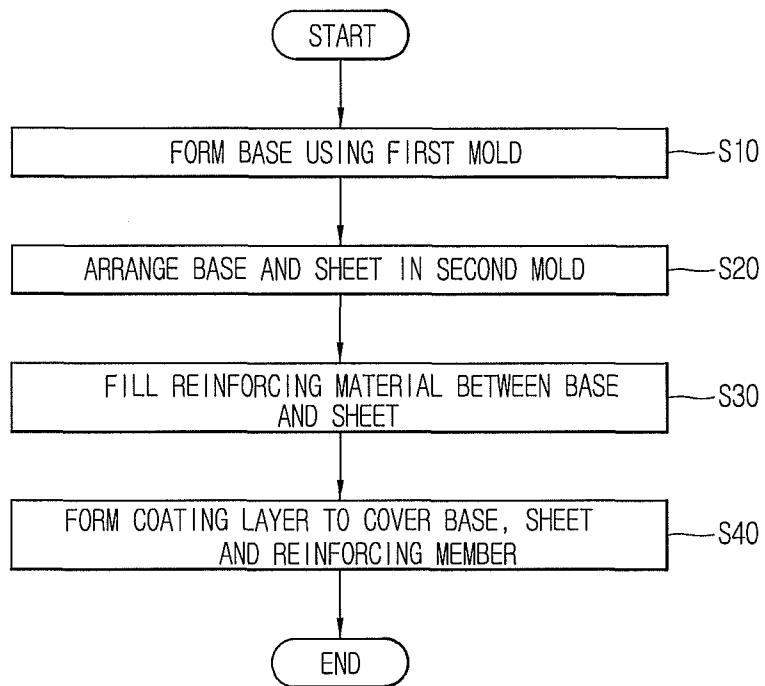 START
FORM BASE USING FIRST MOLD
S10
ARRANGE BASE AND SHEET IN SECOND MOLD
S20
FILL REINFORCING MATERIAL BETWEEN BASE
AND SHEET
S30
FORM COATING LAYER TO COVER BASE, SHEET
AND REINFORCING MEMBER
S40
END